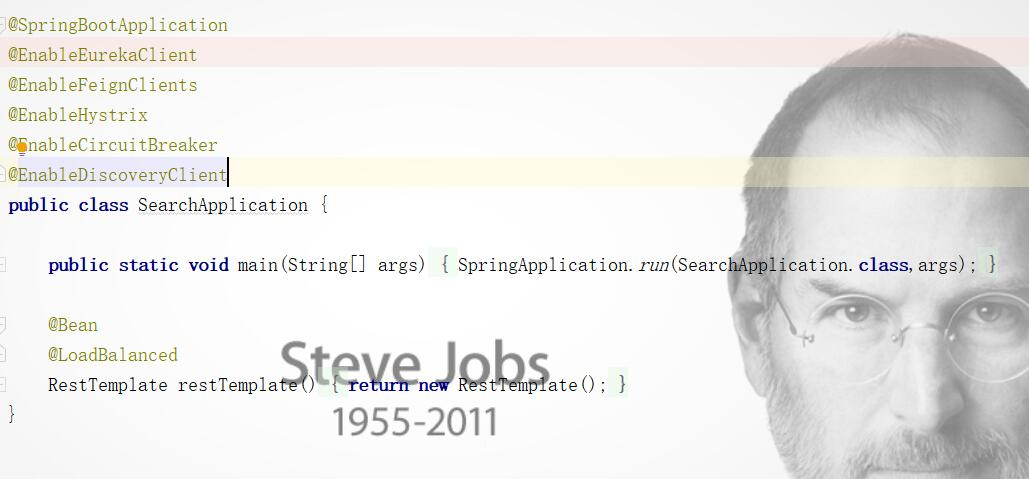 @SpringBootApplication
@EnableEurekaClient
@EnableFeignClients
@EnableHystrix
@EnableCircuitBreaker
@EnableDiscoveryClient
public class SearchApplication {
public static void main(String[] args) { SpringApplication.run(SearchApplication.class,args); }
@Bean
@LoadBalanced
RestTemplate restTemplate() { return new RestTemplate(); }
}
Steve Jobs
1955-2011